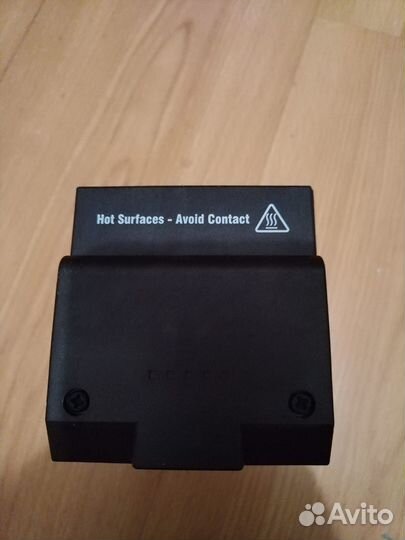 Hot Surfaces - Avoid Contact
Avito